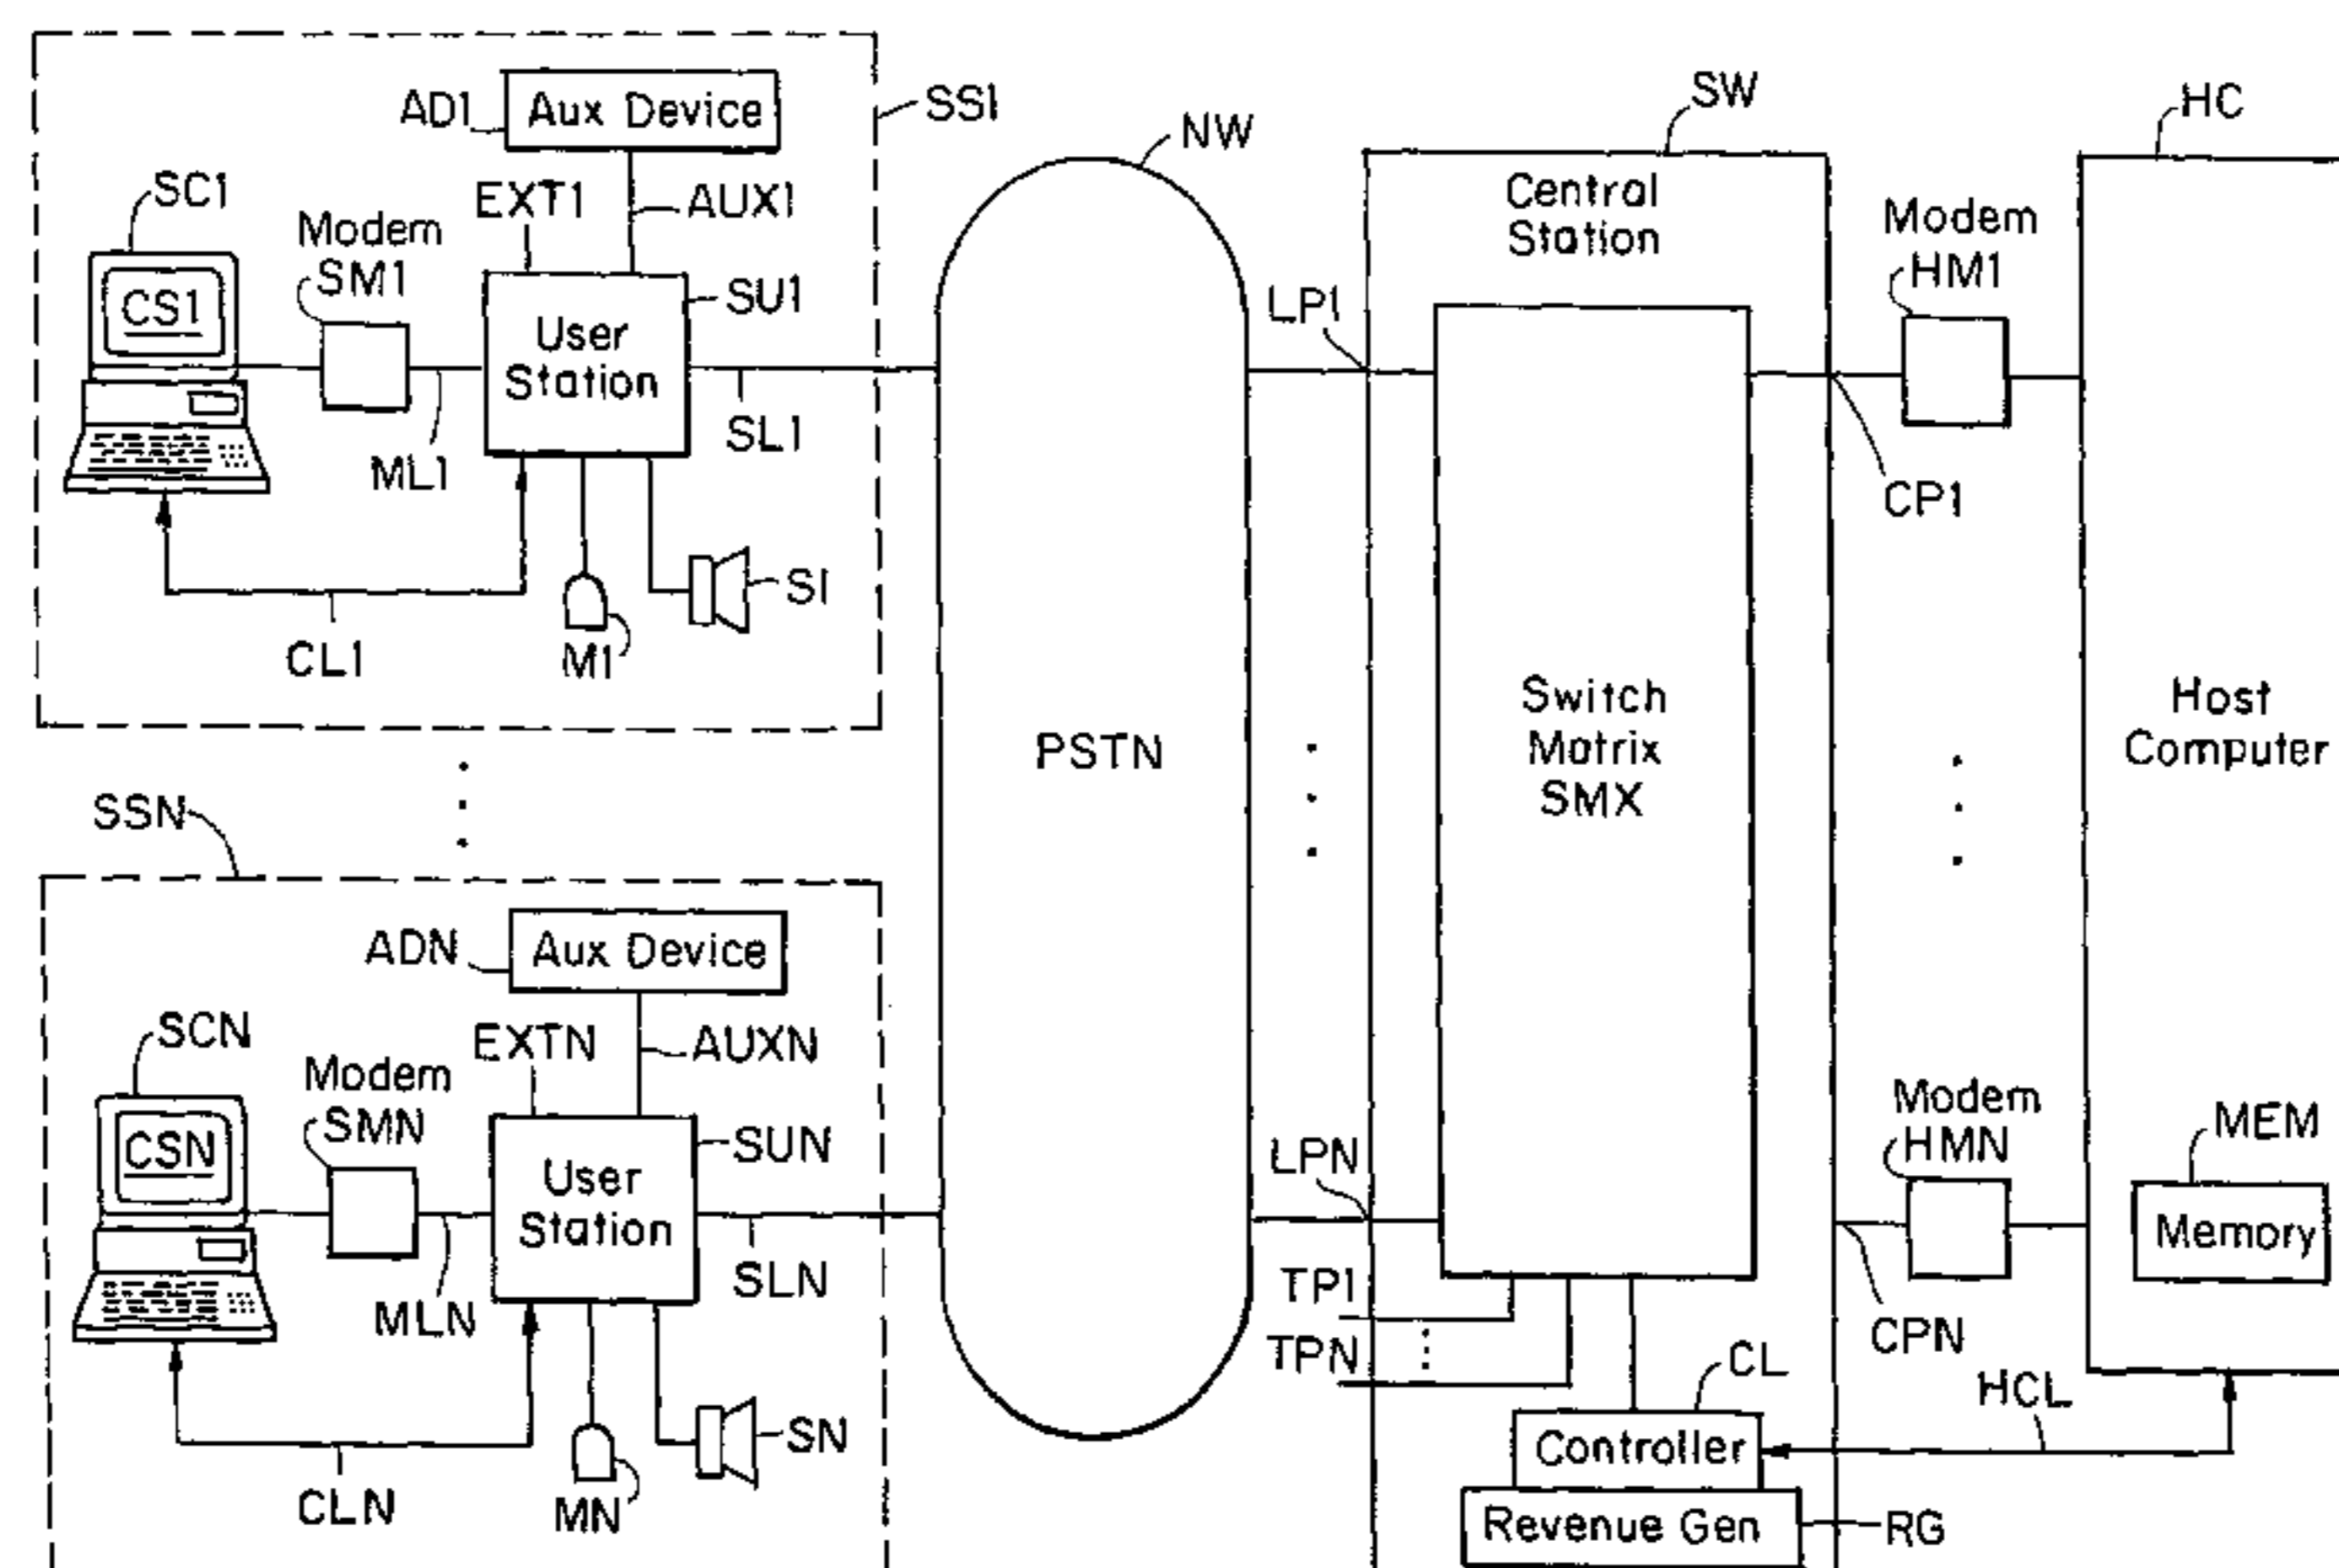 AD1
Aux Device
SS1
SC1
EXT1
AUX1
Modem
SM1
CS1
SU1
User
Station
SL1
ML1
CL1
M1
S1
NW
PSTN
LP1
SW
Central
Station
Switch
Matrix
SMX
Modem
HM1
CP1
HC
Host
Computer
SSN
ADN
Aux Device
SCN
EXTN
AUXN
Modem
SMN
CSN
SUN
User
Station
SLN
MLN
CLN
MN
SN
LPN
TP1
TPN
Modem
HMN
CPN
MEM
Memory
CL
HCL
Controller
Revenue Gen
RG